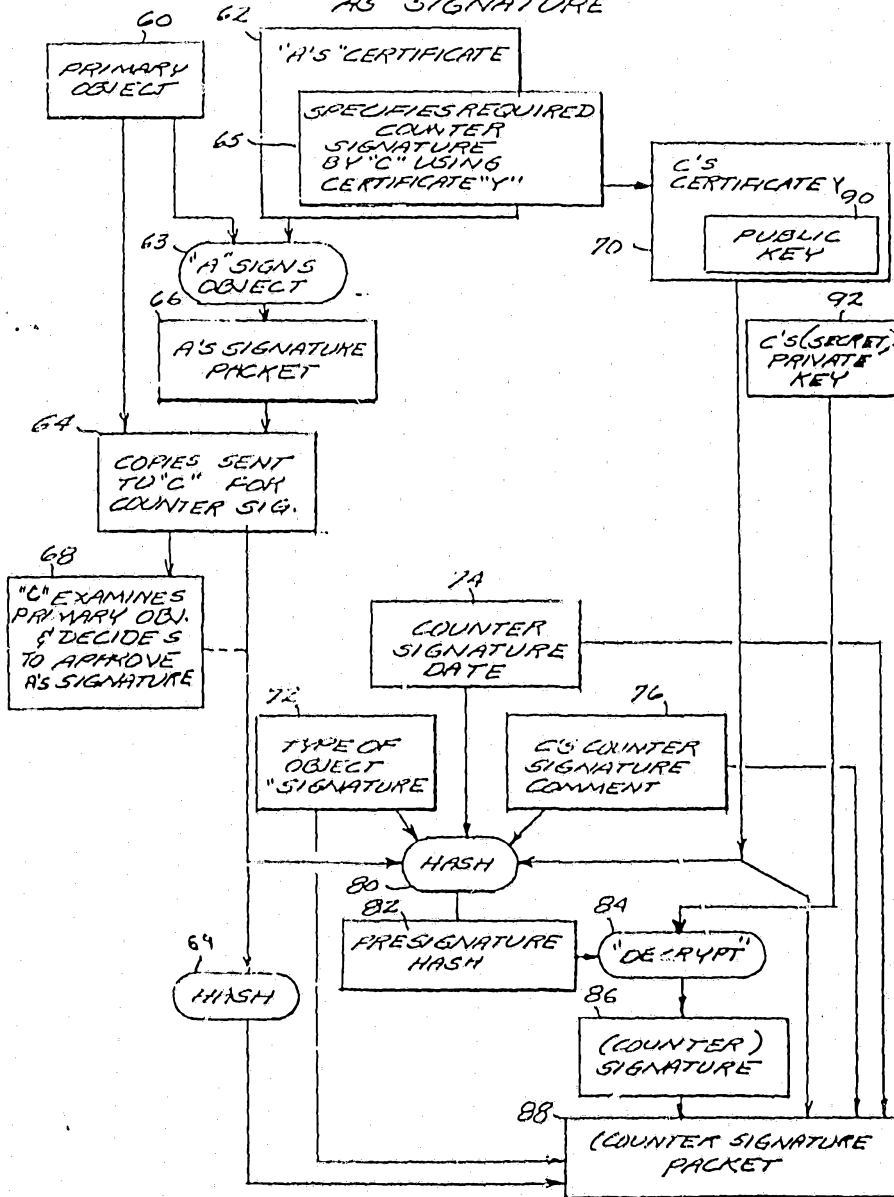 AS SIGNATURE
60
PRIMARY
OBJECT
62
"A'S" CERTIFICATE
65
SPECIFIES REQUIRED
COUNTER
SIGNATURE
BY "C" USING
CERTIFICATE "Y"
C'S
CERTIFICATE Y
90
70
PUBLIC
KEY
63
"A" SIGNS
OBJECT
66
A'S SIGNATURE
PACKET
92
C'S (SECRET)
PRIVATE
KEY
64
COPIES SENT
TO "C" FOR
COUNTER SIG.
68
"C" EXAMINES
PRIMARY OBJ.
& DECIDES
TO APPROVE
A'S SIGNATURE
74
COUNTER
SIGNATURE
DATE
72
TYPE OF
OBJECT
"SIGNATURE
76
C'S COUNTER
SIGNATURE
COMMENT
HASH
80
82
PRESIGNATURE
HASH
84
"DECRYPT"
69
HASH
86
(COUNTER)
SIGNATURE
88
(COUNTER SIGNATURE
PACKET